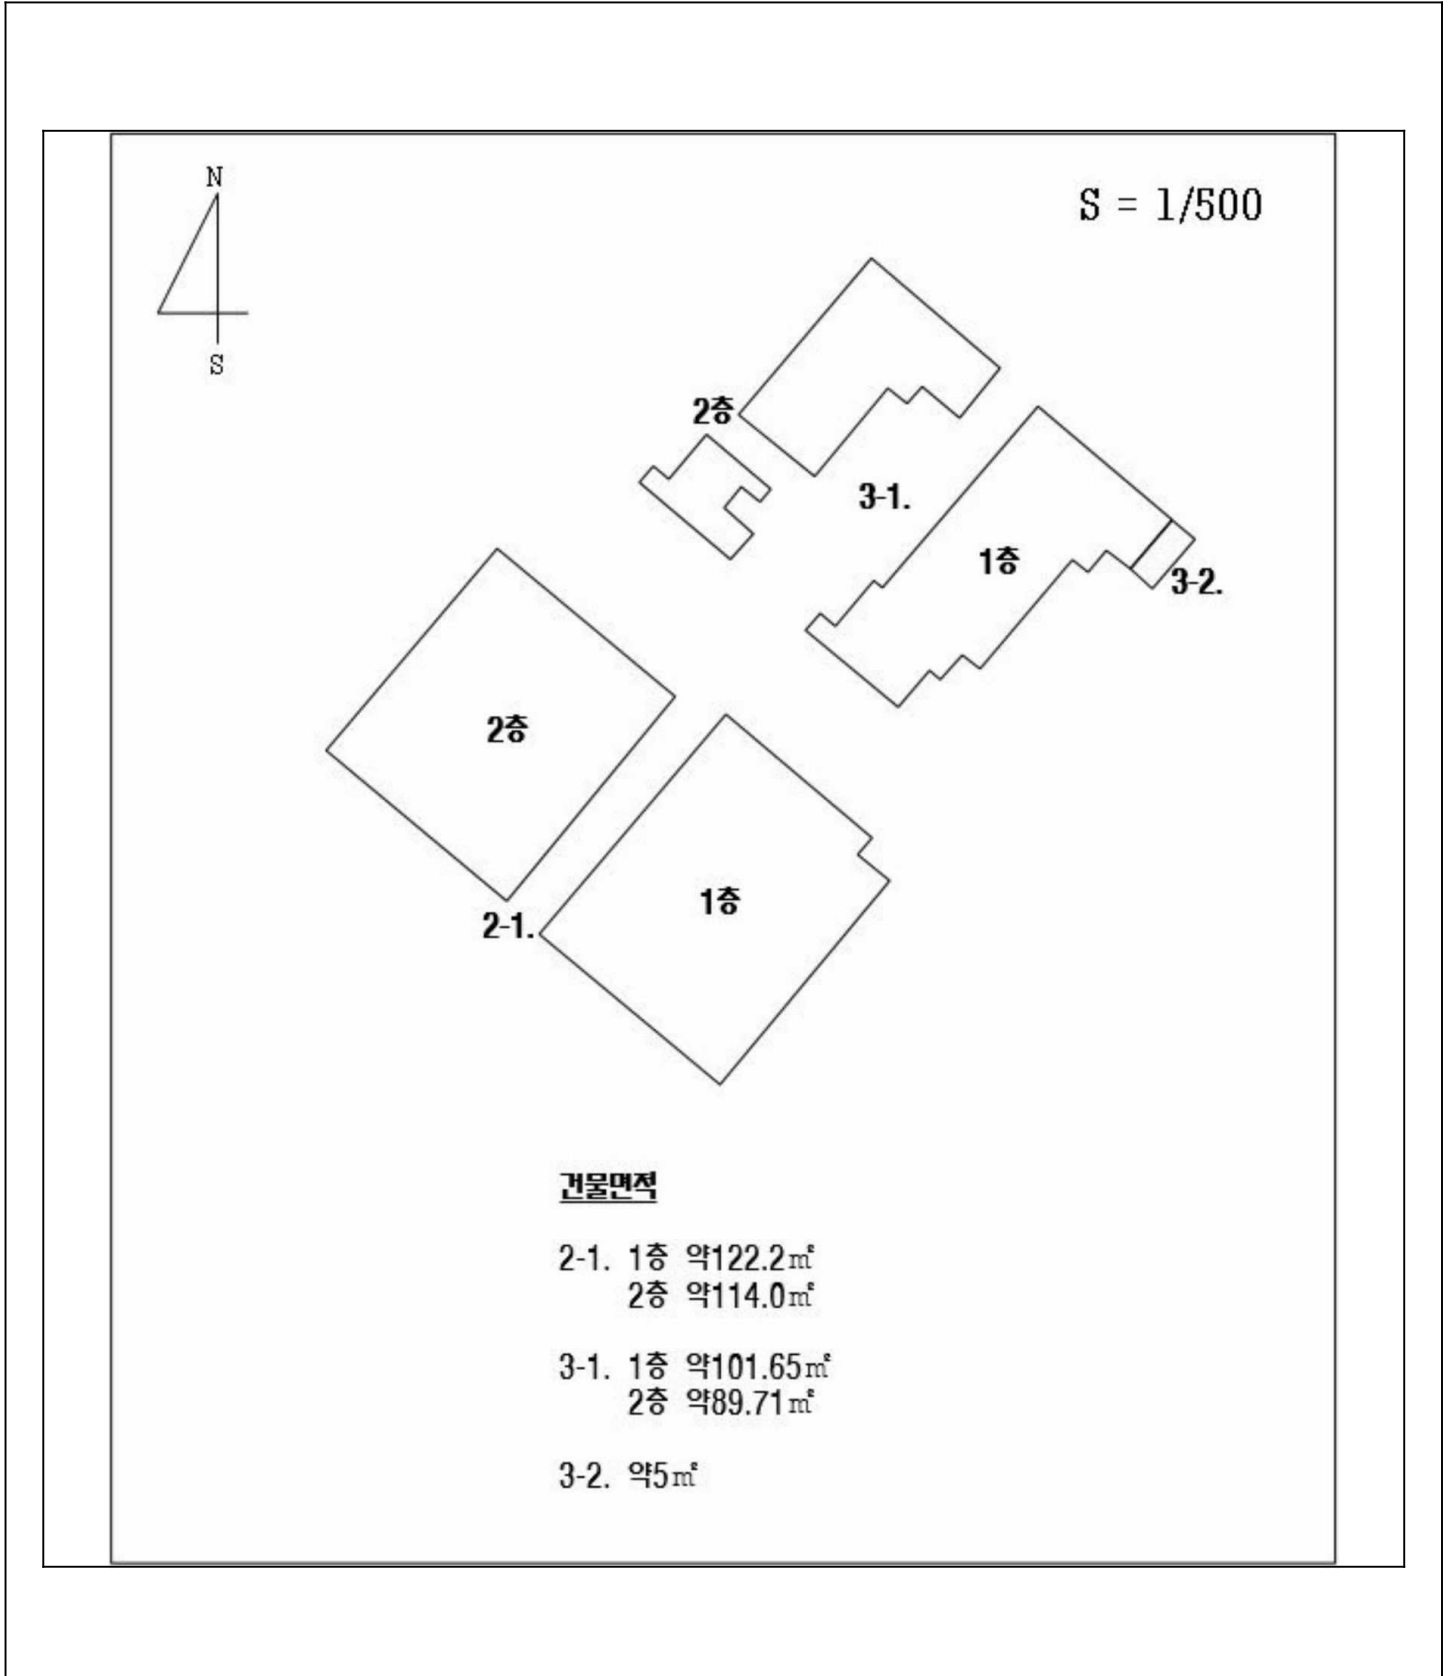 N
S = 1/500
S
2층
3-1.
1층
3-2.
2층
1층
2-1.
건물면적
2-1. 1층 약122.2㎡
2층 약114.0㎡
3-1. 1층 약101.65㎡
2층 약89.71㎡
3-2. 약5㎡